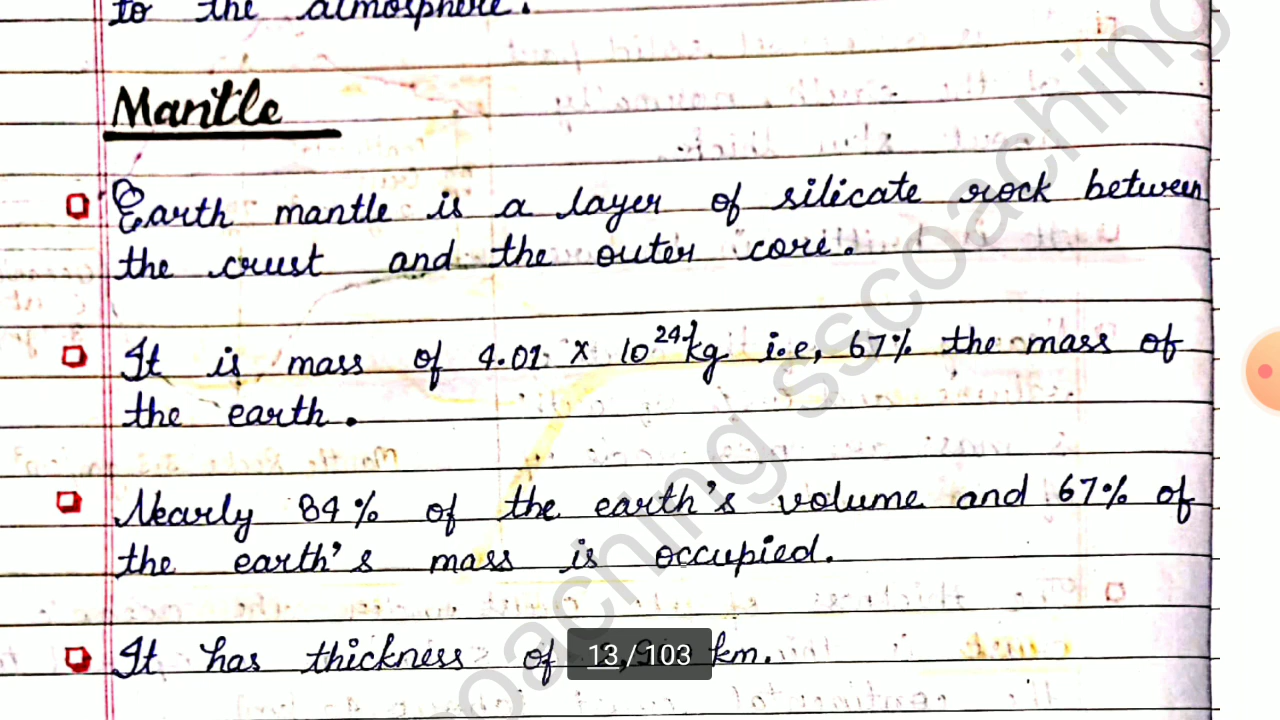 to the atmosphere.
Mantle
Earth mantle is a layer of silicate rock between
the crust and the outer core.
It is mass of 4.01 × 10²⁴kg i.e, 67% the mass of
the earth.
Nearly 84% of the earth's volume and 67% of
the earth's mass is occupied.
It has thickness of km.
13 / 103
coaching sscoaching